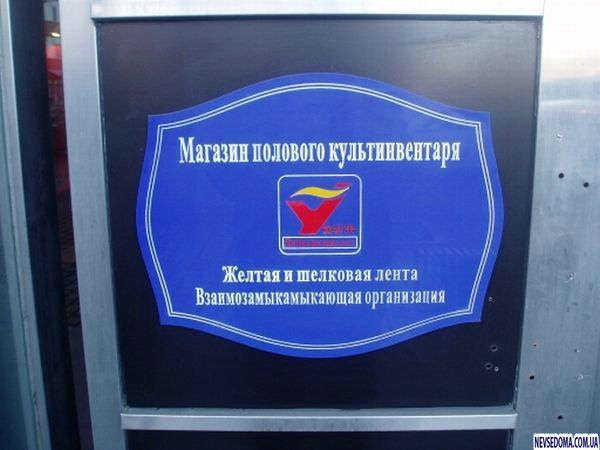 Магазин полового культинвентаря
Желтая и шелковая лента
Взаимозамыкамыкающая организация
NEVSEDOMA.COM.UA